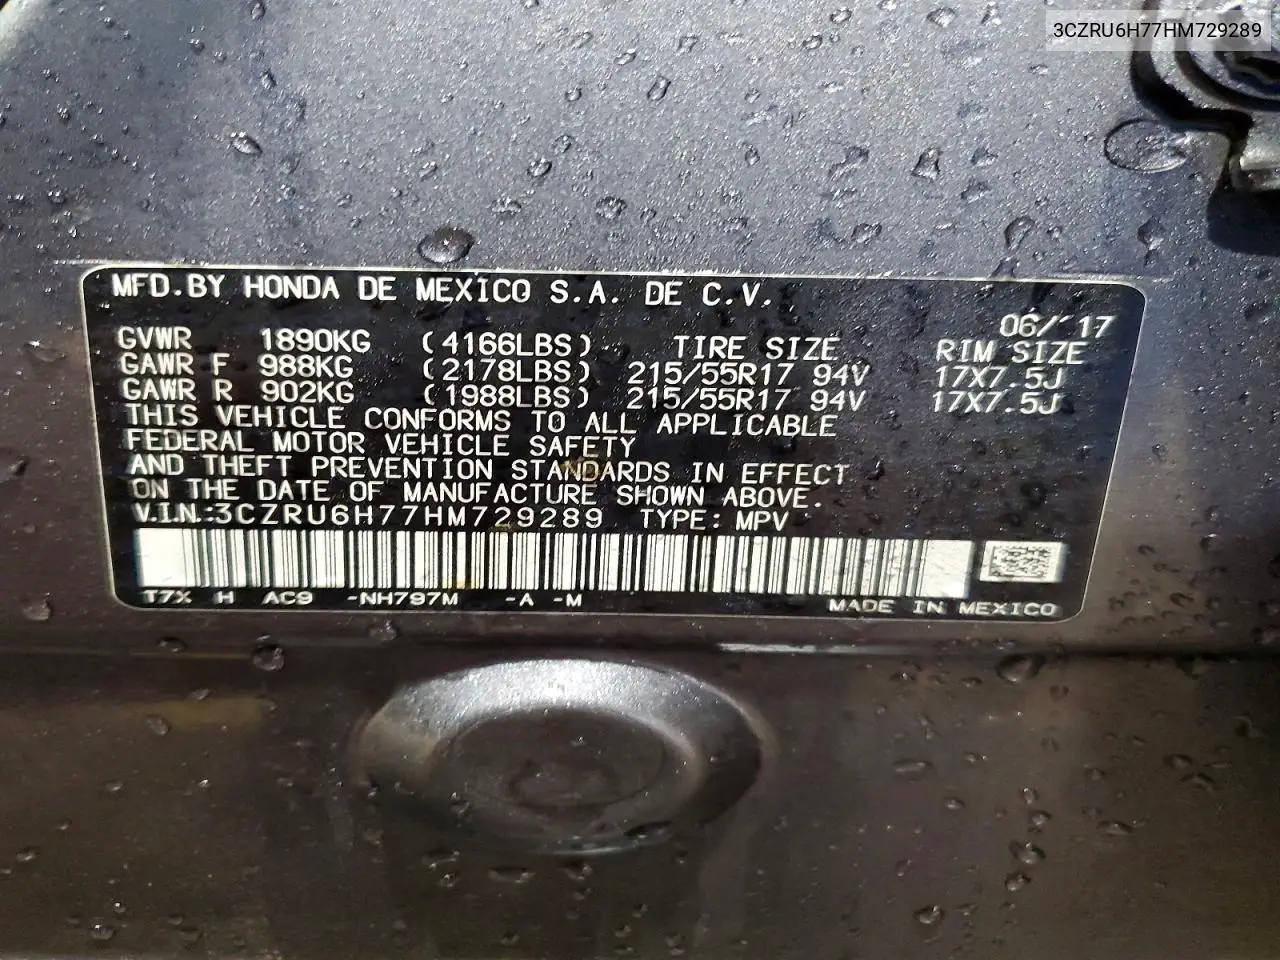 3CZRU6H77HM729289
MFD.BY HONDA DE MEXICO S.A. DE C.V.
06/'17
GVWR 1890KG (4166LBS) TIRE SIZE RIM SIZE
GAWR F 988KG (2178LBS) 215/55R17 94V 17X7.5J
GAWR R 902KG (1988LBS) 215/55R17 94V 17X7.5J
THIS VEHICLE CONFORMS TO ALL APPLICABLE
FEDERAL MOTOR VEHICLE SAFETY
AND THEFT PREVENTION STANDARDS IN EFFECT
ON THE DATE OF MANUFACTURE SHOWN ABOVE.
V.I.N.:3CZRU6H77HM729289 TYPE: MPV
T7X H AC9 -NH797M -A -M MADE IN MEXICO